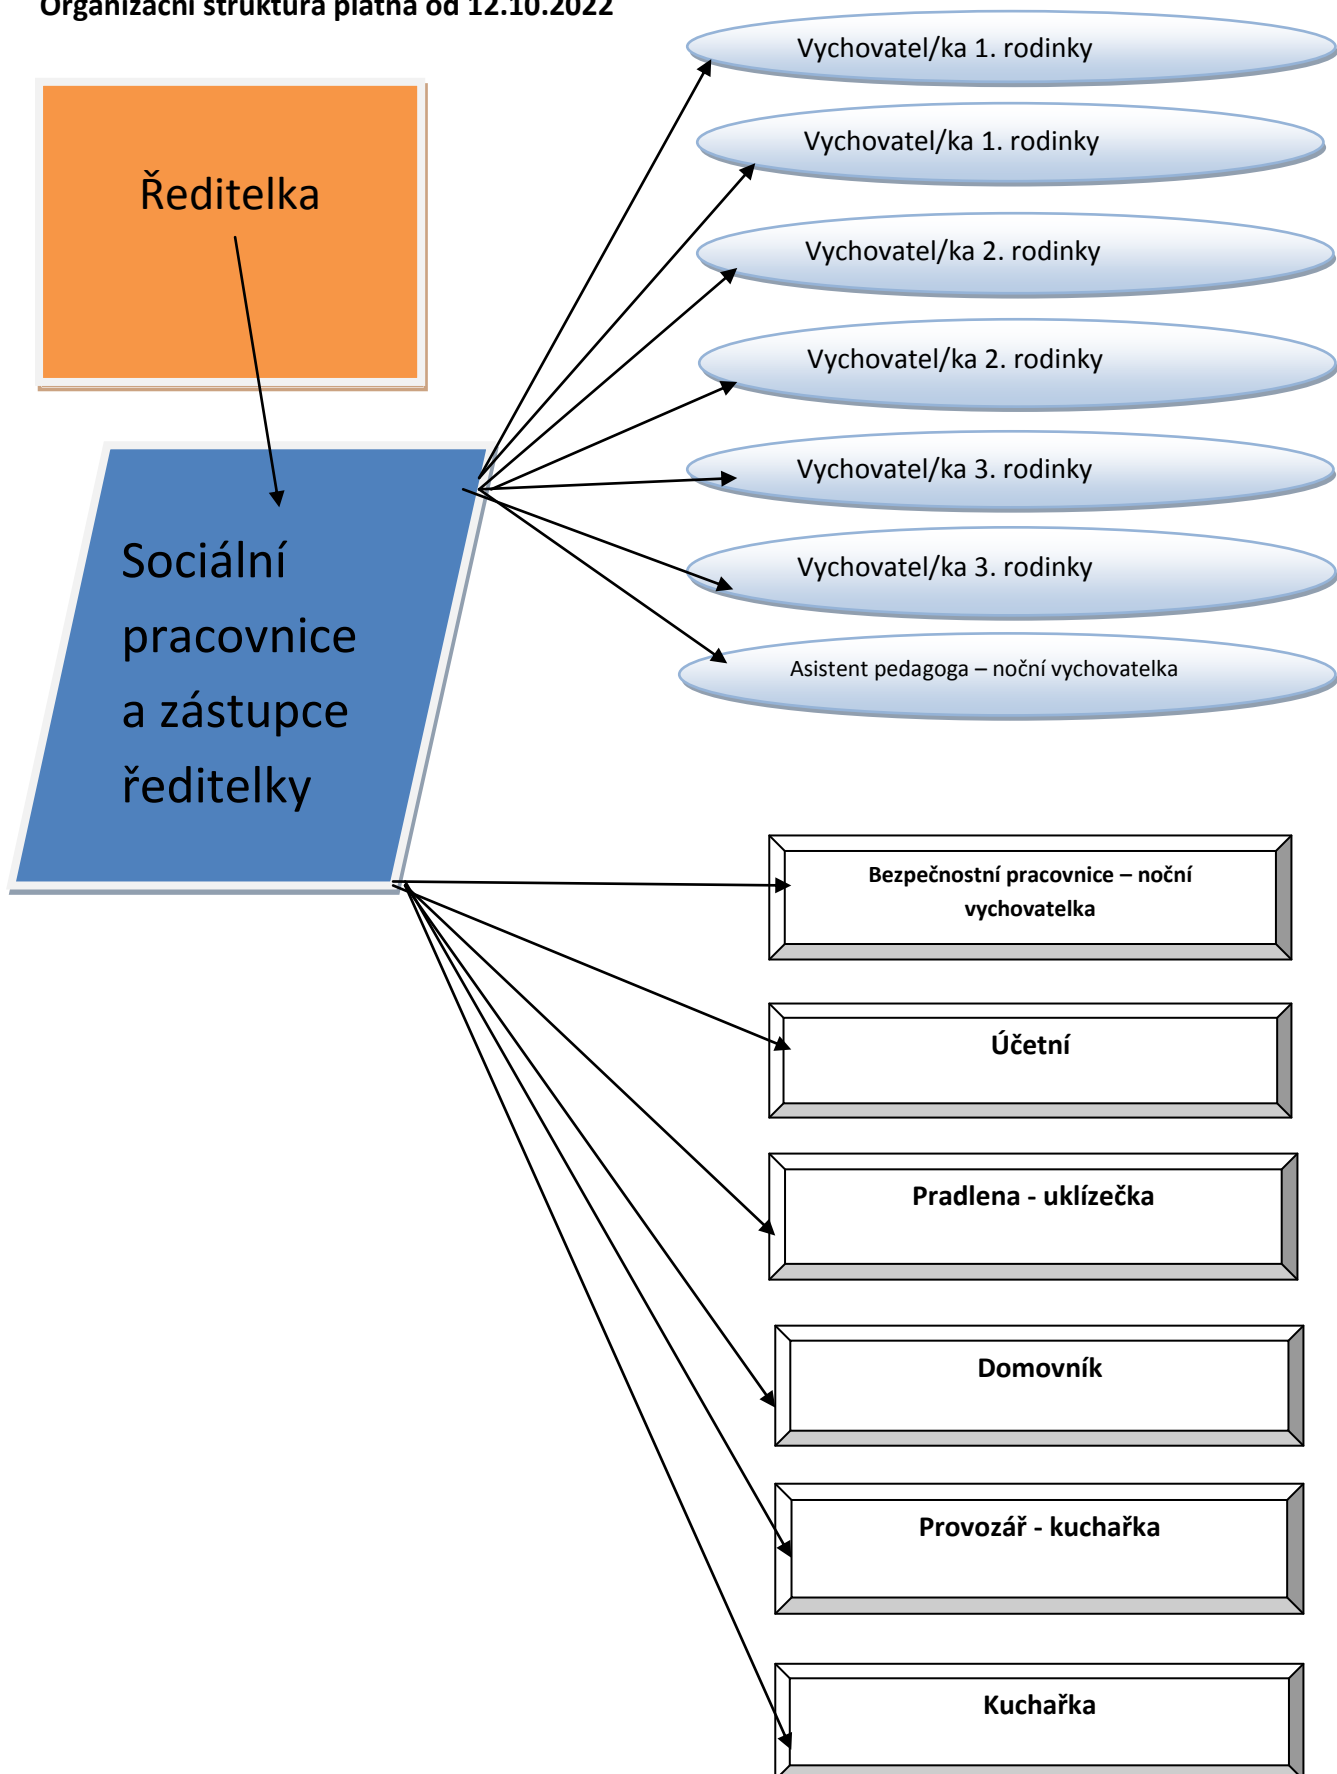 Organizační struktura platná od 12.10.2022
Ředitelka
Sociální
pracovnice
a zástupce
ředitelky
Vychovatel/ka 1. rodinky
Vychovatel/ka 1. rodinky
Vychovatel/ka 2. rodinky
Vychovatel/ka 2. rodinky
Vychovatel/ka 3. rodinky
Vychovatel/ka 3. rodinky
Asistent pedagoga – noční vychovatelka
Bezpečnostní pracovnice – noční
vychovatelka
Účetní
Pradlena - uklízečka
Domovník
Provozář - kuchařka
Kuchařka